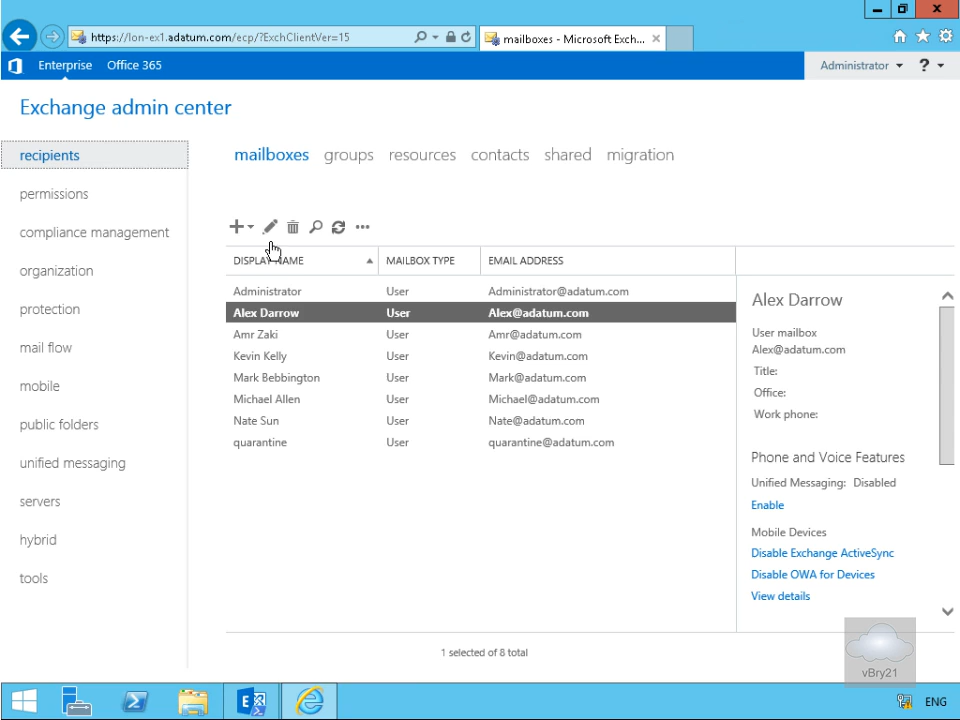 https://lon-ex1.adatum.com/ecp/?ExchClientVer=15
mailboxes - Microsoft Exch...
Enterprise Office 365
Administrator
?
Exchange admin center
recipients
permissions
compliance management
organization
protection
mail flow
mobile
public folders
unified messaging
servers
hybrid
tools
mailboxes groups resources contacts shared migration
DISPLAY NAME MAILBOX TYPE EMAIL ADDRESS
Administrator User Administrator@adatum.com
Alex Darrow User Alex@adatum.com
Amr Zaki User Amr@adatum.com
Kevin Kelly User Kevin@adatum.com
Mark Bebbington User Mark@adatum.com
Michael Allen User Michael@adatum.com
Nate Sun User Nate@adatum.com
quarantine User quarantine@adatum.com
1 selected of 8 total
Alex Darrow
User mailbox
Alex@adatum.com
Title:
Office:
Work phone:
Phone and Voice Features
Unified Messaging: Disabled
Enable
Mobile Devices
Disable Exchange ActiveSync
Disable OWA for Devices
View details
vBry21
ENG